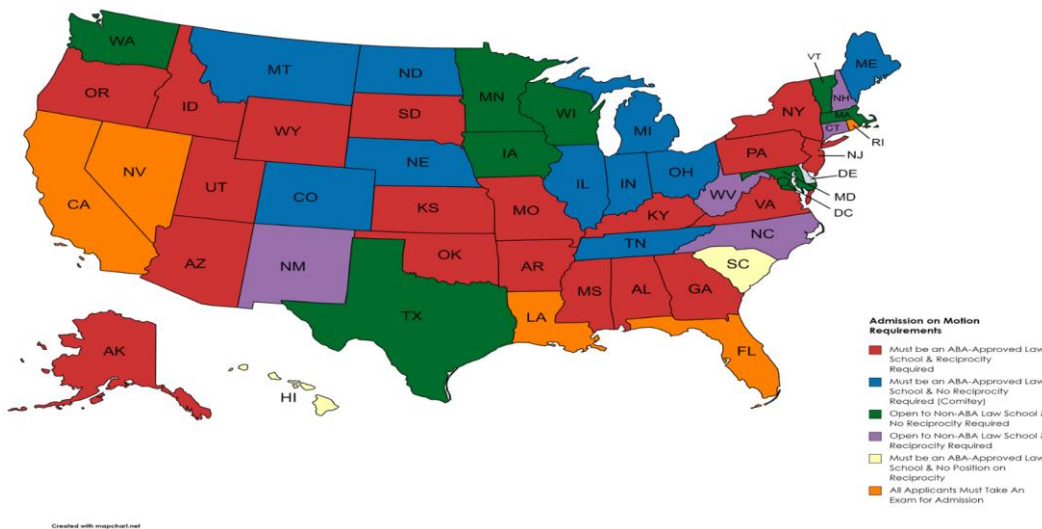 WA
MT
ND
MN
VT
ME
OR
ID
WY
SD
WI
MI
NY
NH
MA
CT
RI
NV
UT
NE
IA
PA
NJ
CA
CO
IL
IN
OH
DE
MD
DC
WV
VA
KS
MO
KY
AZ
NM
OK
AR
TN
NC
SC
TX
LA
MS
AL
GA
FL
AK
HI
Admission on Motion
Requirements
Must be an ABA-Approved Law
School & Reciprocity
Required
Must be an ABA-Approved Law
School & No Reciprocity
Required (Comitey)
Open to Non-ABA Law School &
No Reciprocity Required
Open to Non-ABA Law School &
Reciprocity Required
Must be an ABA-Approved Law
School & No Position on
Reciprocity
All Applicants Must Take An
Exam for Admission
Created with mapchart.net